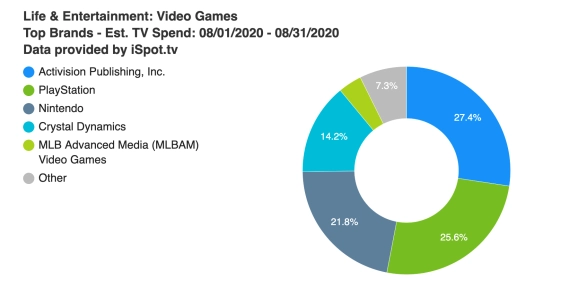 Life & Entertainment: Video Games
Top Brands - Est. TV Spend: 08/01/2020 - 08/31/2020
Data provided by iSpot.tv
Activision Publishing, Inc.
PlayStation
Nintendo
Crystal Dynamics
MLB Advanced Media (MLBAM)
Video Games
Other
7.3%
27.4%
14.2%
21.8%
25.6%